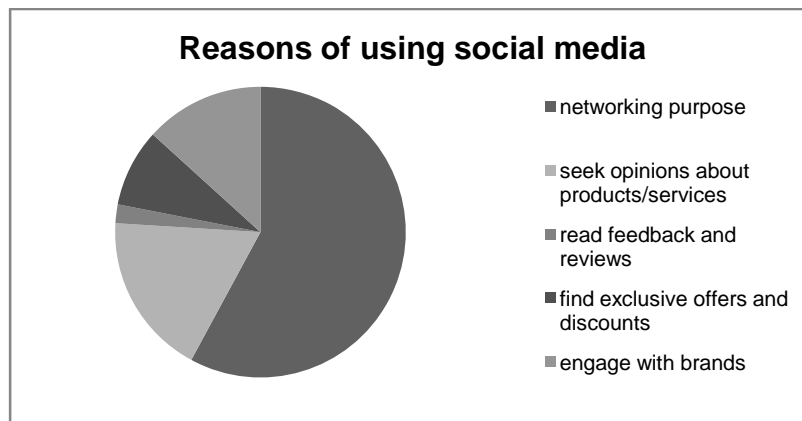 Reasons of using social media
networking purpose
seek opinions about
products/services
read feedback and
reviews
find exclusive offers and
discounts
engage with brands